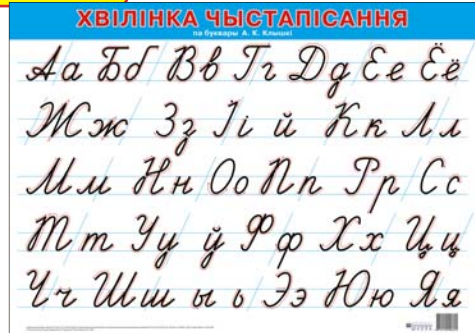 ХВІЛІНКА ЧЫСТАПІСАННЯ
па буквары А. К. Клышкі
Аа Бб Вв Гг Дд Ее Ёё
Жж Зз Іі й Кк Лл
Мм Нн Оо Пп Рр Сс
Тт Уу ў Фф Хх Цц
Чч Шш ы ь Ээ Юю Яя